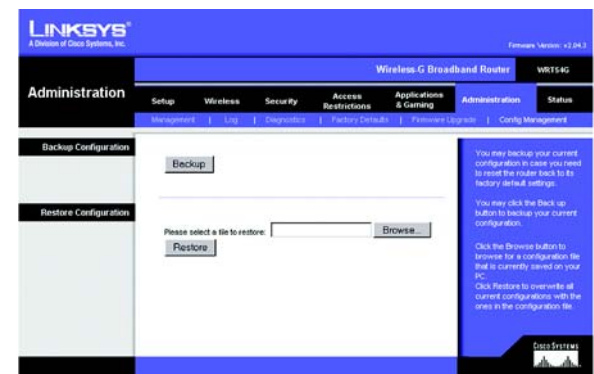 LINKSYS®
A Division of Cisco Systems, Inc.
Firmware Version: v2.04.3
Wireless-G Broadband Router
WRT54G
Administration
Setup
Wireless
Security
Access Restrictions
Applications & Gaming
Administration
Status
Management | Log | Diagnostics | Factory Defaults | Firmware Upgrade | Config Management
Backup Configuration
Backup
Restore Configuration
Please select a file to restore:
Browse...
Restore
You may backup your current
configuration in case you need
to reset the router back to its
factory default settings.
You may click the Back up
button to backup your current
configuration.
Click the Browse button to
browse for a configuration file
that is currently saved on your
PC.
Click Restore to overwrite all
current configurations with the
ones in the configuration file.
CISCO SYSTEMS